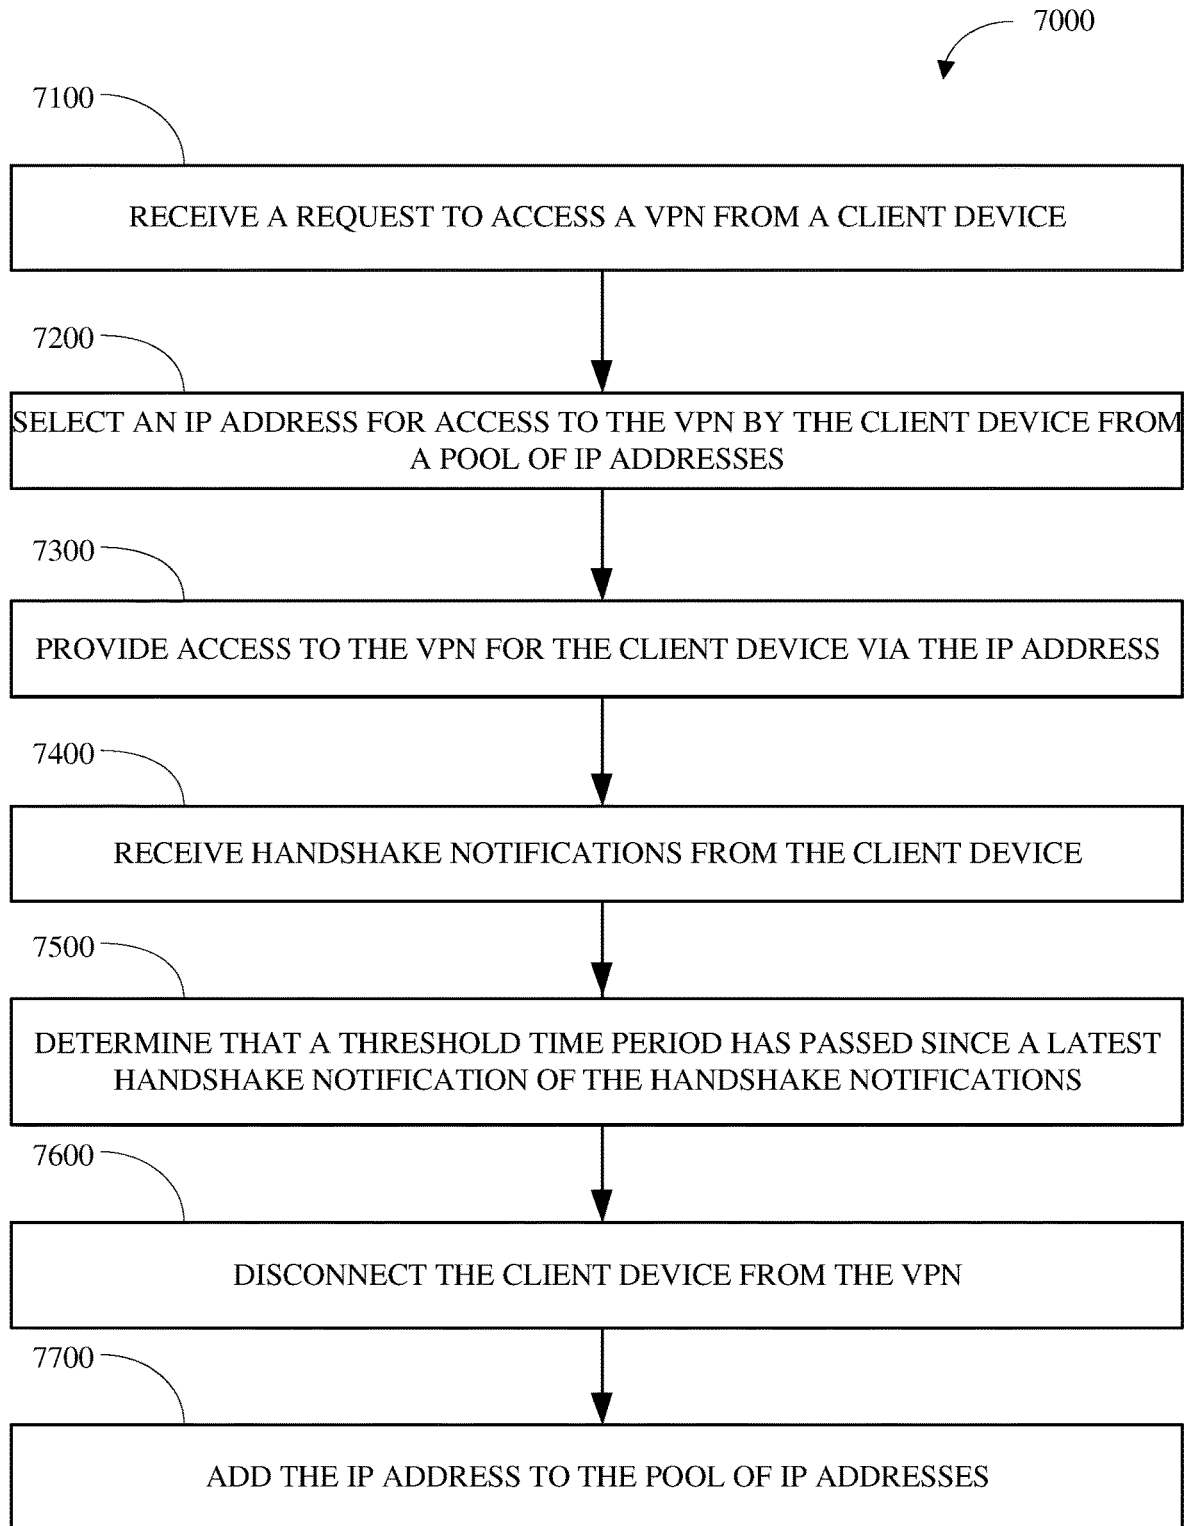 7000
7100
RECEIVE A REQUEST TO ACCESS A VPN FROM A CLIENT DEVICE
7200
SELECT AN IP ADDRESS FOR ACCESS TO THE VPN BY THE CLIENT DEVICE FROM
A POOL OF IP ADDRESSES
7300
PROVIDE ACCESS TO THE VPN FOR THE CLIENT DEVICE VIA THE IP ADDRESS
7400
RECEIVE HANDSHAKE NOTIFICATIONS FROM THE CLIENT DEVICE
7500
DETERMINE THAT A THRESHOLD TIME PERIOD HAS PASSED SINCE A LATEST
HANDSHAKE NOTIFICATION OF THE HANDSHAKE NOTIFICATIONS
7600
DISCONNECT THE CLIENT DEVICE FROM THE VPN
7700
ADD THE IP ADDRESS TO THE POOL OF IP ADDRESSES